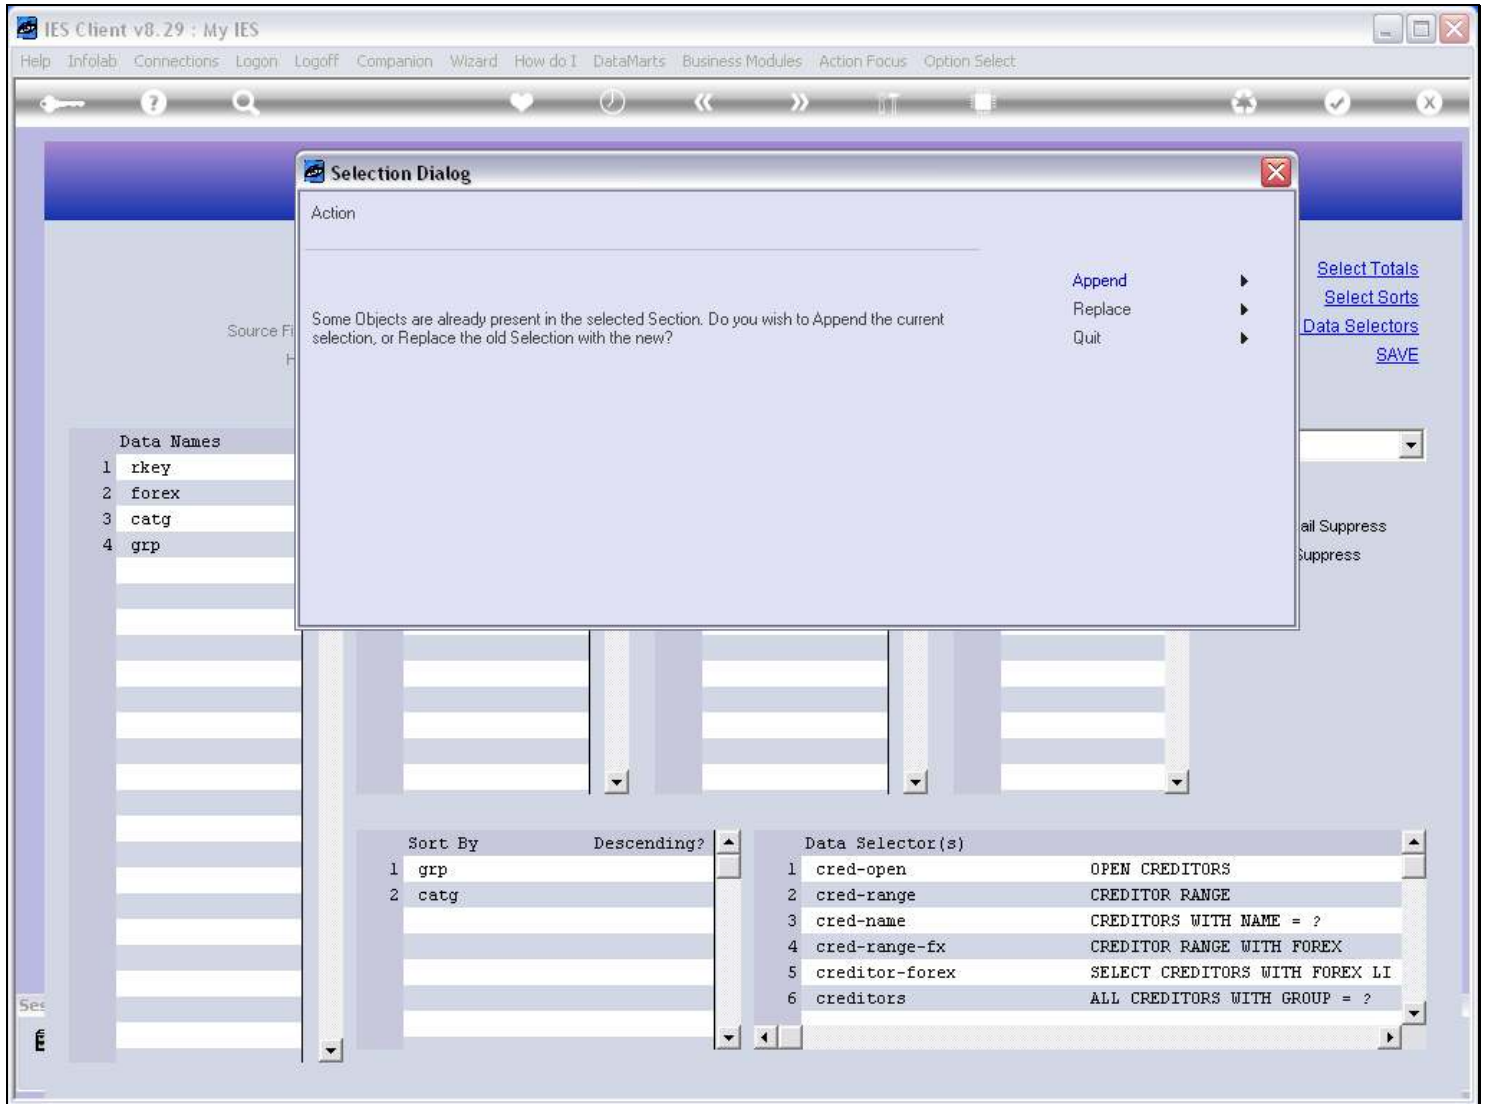 IES Client v8.29 : My IES
Help Infolab Connections Logon Logoff Companion Wizard How do I DataMarts Business Modules Action Focus Option Select
Selection Dialog
Action
Append
Replace
Quit
Some Objects are already present in the selected Section. Do you wish to Append the current
selection, or Replace the old Selection with the new?
Select Totals
Select Sorts
Data Selectors
SAVE
Source Fi
H
Data Names
1 rkey
2 forex
3 catg
4 grp
ail Suppress
Suppress
Sort By Descending?
1 grp
2 catg
Data Selector(s)
1 cred-open OPEN CREDITORS
2 cred-range CREDITOR RANGE
3 cred-name CREDITORS WITH NAME = ?
4 cred-range-fx CREDITOR RANGE WITH FOREX
5 creditor-forex SELECT CREDITORS WITH FOREX LI
6 creditors ALL CREDITORS WITH GROUP = ?
Ses